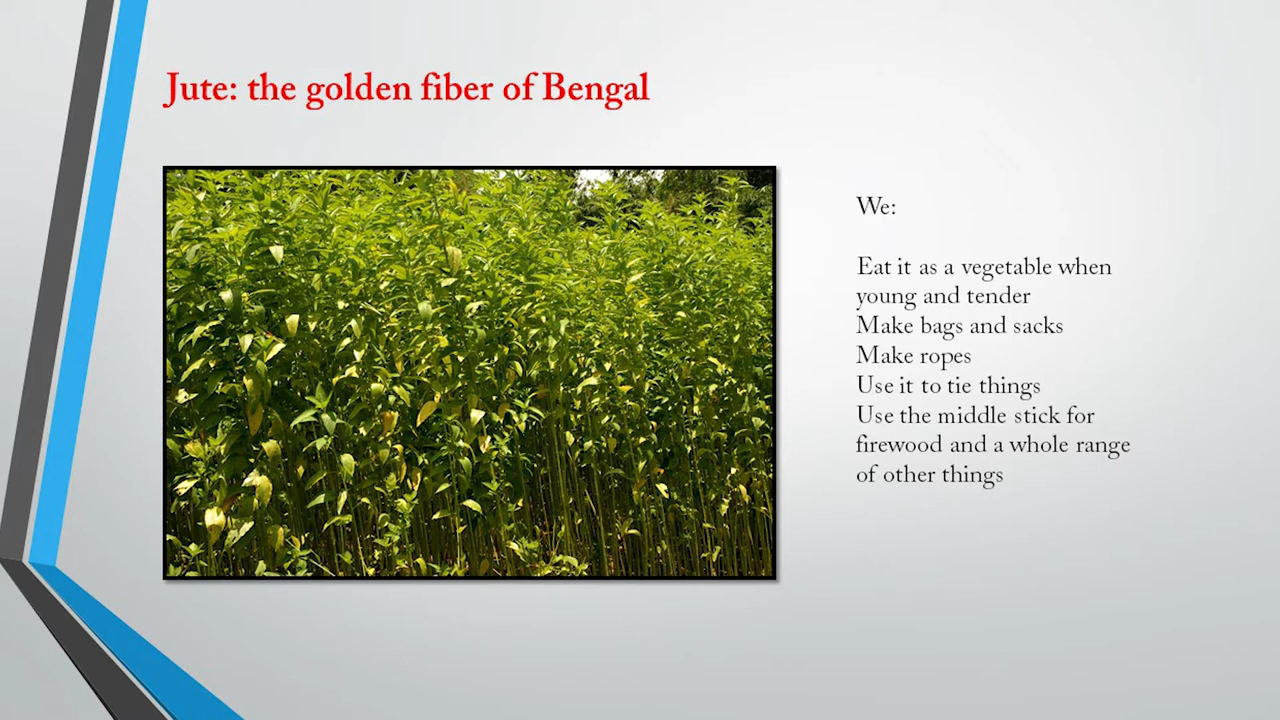 Jute: the golden fiber of Bengal
We:
Eat it as a vegetable when
young and tender
Make bags and sacks
Make ropes
Use it to tie things
Use the middle stick for
firewood and a whole range
of other things